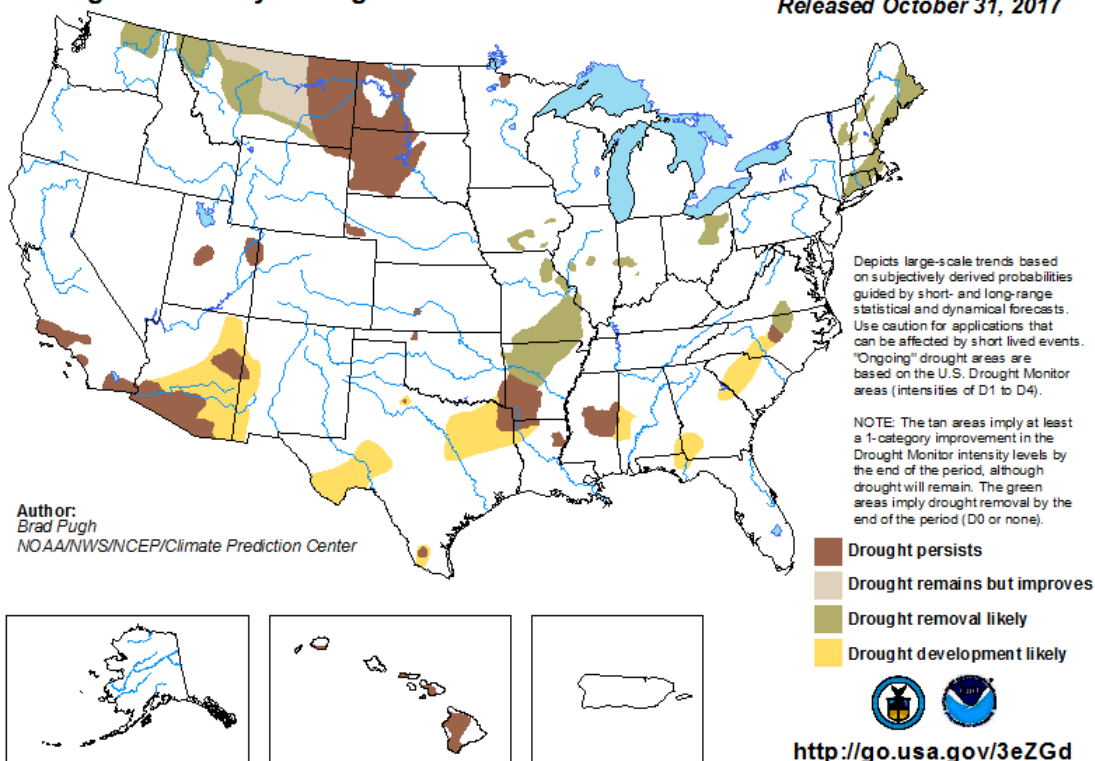 Released October 31, 2017
Depicts large-scale trends based
on subjectively derived probabilities
guided by short- and long-range
statistical and dynamical forecasts.
Use caution for applications that
can be affected by short lived events.
"Ongoing" drought areas are
based on the U.S. Drought Monitor
areas (intensities of D1 to D4).
NOTE: The tan areas imply at least
a 1-category improvement in the
Drought Monitor intensity levels by
the end of the period, although
drought will remain. The green
areas imply drought removal by the
end of the period (D0 or none).
Author:
Brad Pugh
NOAA/NWS/NCEP/Climate Prediction Center
Drought persists
Drought remains but improves
Drought removal likely
Drought development likely
http://go.usa.gov/3eZGd